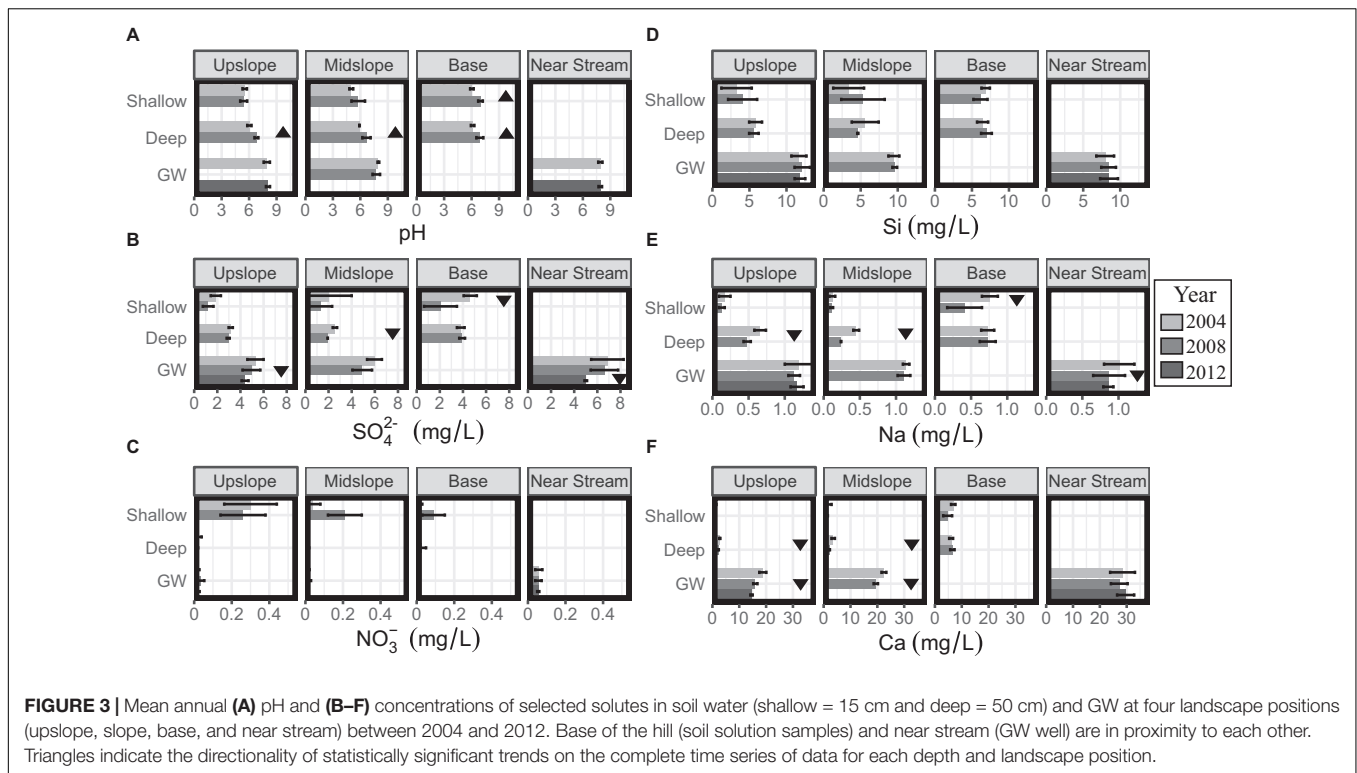 A
Upslope Midslope Base Near Stream
Shallow
Deep
GW
0 3 6 9 0 3 6 9 0 3 6 9 0 3 6 9
pH
B
Upslope Midslope Base Near Stream
Shallow
Deep
GW
0 2 4 6 8 0 2 4 6 8 0 2 4 6 8 0 2 4 6 8
SO₄²⁻ (mg/L)
C
Upslope Midslope Base Near Stream
Shallow
Deep
GW
0 0.2 0.4 0 0.2 0.4 0 0.2 0.4 0 0.2 0.4
NO₃⁻ (mg/L)
D
Upslope Midslope Base Near Stream
Shallow
Deep
GW
0 5 10 0 5 10 0 5 10 0 5 10
Si (mg/L)
E
Upslope Midslope Base Near Stream
Shallow
Deep
GW
0.0 0.5 1.0 0.0 0.5 1.0 0.0 0.5 1.0 0.0 0.5 1.0
Na (mg/L)
Year
2004
2008
2012
F
Upslope Midslope Base Near Stream
Shallow
Deep
GW
0 10 20 30 0 10 20 30 0 10 20 30 0 10 20 30
Ca (mg/L)
FIGURE 3 | Mean annual (A) pH and (B–F) concentrations of selected solutes in soil water (shallow = 15 cm and deep = 50 cm) and GW at four landscape positions
(upslope, slope, base, and near stream) between 2004 and 2012. Base of the hill (soil solution samples) and near stream (GW well) are in proximity to each other.
Triangles indicate the directionality of statistically significant trends on the complete time series of data for each depth and landscape position.